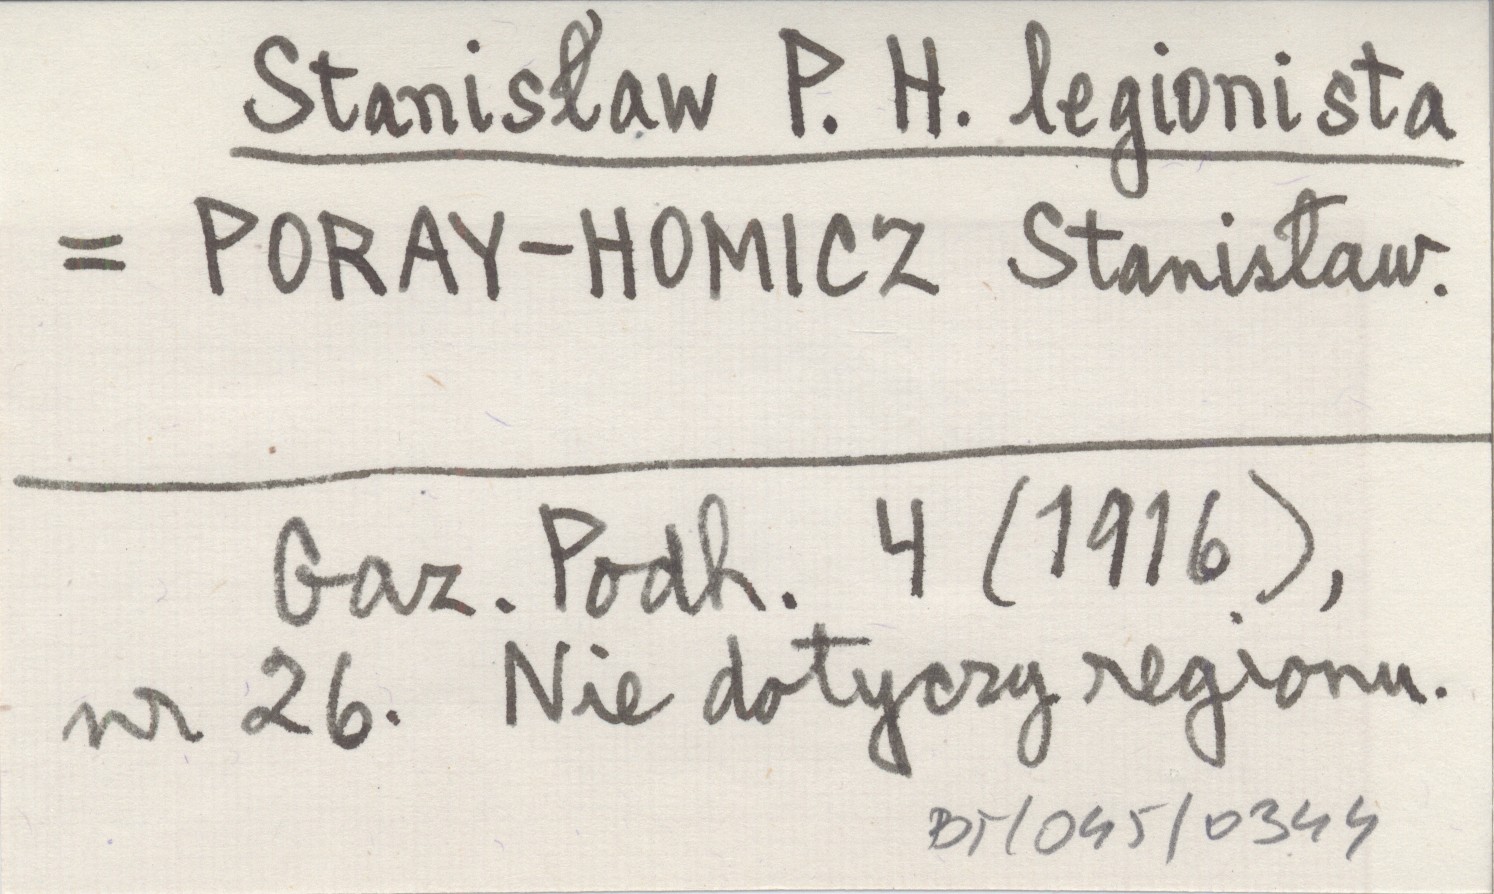 Stanisław P. H. legionista
= PORAY-HOMICZ Stanisław.
Gaz. Podh. 4 (1916),
nr 26. Nie dotyczy regionu.
BT/045/0344